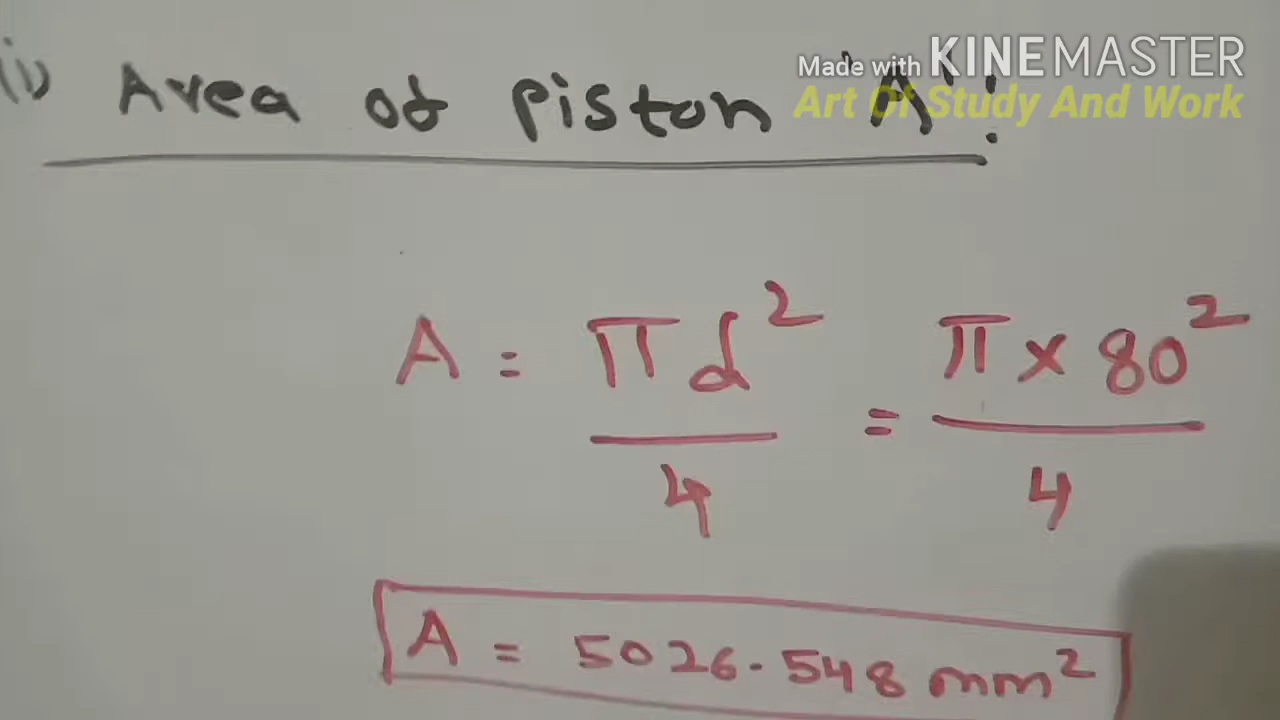 Made with KINEMASTER
Art Of Study And Work
(i) Area of piston 'A':
A = πd² / 4 = π × 80² / 4
A = 5026.548 mm²